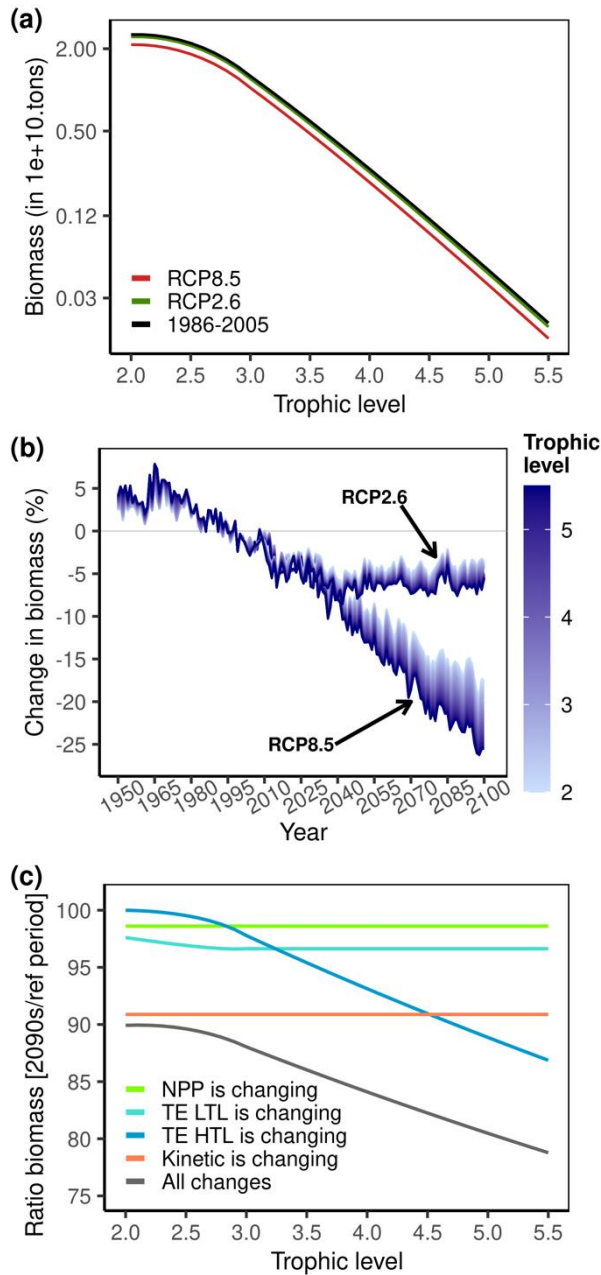 (a)
Biomass (in 1e+10.tons)
2.00
0.50
0.12
0.03
RCP8.5
RCP2.6
1986-2005
2.0 2.5 3.0 3.5 4.0 4.5 5.0 5.5
Trophic level
(b)
Change in biomass (%)
5
0
-5
-10
-15
-20
-25
RCP2.6
RCP8.5
1950 1965 1980 1995 2010 2025 2040 2055 2070 2085 2100
Year
Trophic
level
5
4
3
2
(c)
Ratio biomass [2090s/ref period]
100
95
90
85
80
75
NPP is changing
TE LTL is changing
TE HTL is changing
Kinetic is changing
All changes
2.0 2.5 3.0 3.5 4.0 4.5 5.0 5.5
Trophic level